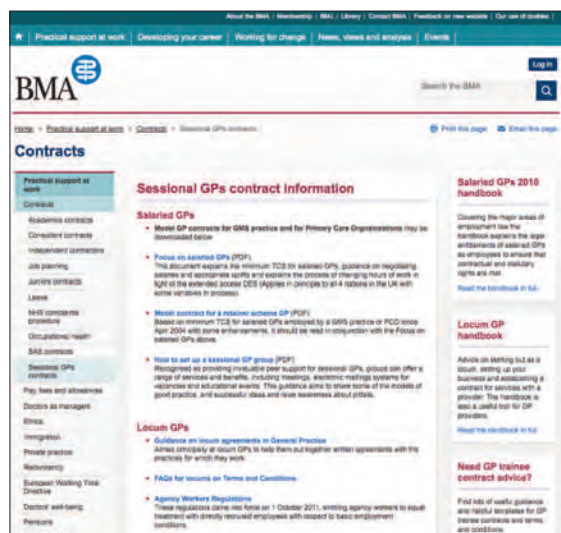 About the BMA | Membership | BMJ | Library | Contact BMA | Feedback on new website | Our use of cookies |
Practical support at work | Developing your career | Working for change | News, views and analysis | Events |
Log in
BMA
Search the BMA
Home > Practical support at work > Contracts > Sessional GPs contracts
Print this page Email this page
Contracts
Practical support at
work
Contracts
Academics contracts
Consultant contracts
Independent contractors
Job planning
Juniors contracts
Leave
NHS complaints
procedure
Occupational health
SAS contracts
Sessional GPs
contracts
Pay, fees and allowances
Doctors as managers
Ethics
Immigration
Private practice
Redundancy
European Working Time
Directive
Doctors' well-being
Pensions
Sessional GPs contract information
Salaried GPs
Model GP contracts for GMS practice and for Primary Care Organisations may be
downloaded below
Focus on salaried GPs (PDF)
This document explains the minimum TCS for salaried GPs, guidance on negotiating
salaries and appropriate uplifts and explains the process of changing hours of work in
light of the extended access DES (Applies in principle to all 4 nations in the UK with
some variations in process).
Model contract for a retainer scheme GP (PDF)
Based on minimum TCS for salaried GPs employed by a GMS practice or PCO since
April 2004 with some enhancements, it should be read in conjunction with the Focus on
salaried GPs above.
How to set up a sessional GP group (PDF)
Recognised as providing invaluable peer support for sessional GPs, groups can offer a
range of services and benefits, including meetings, electronic mailings systems for
vacancies and educational events. This guidance aims to share some of the models of
good practice, and successful ideas and raise awareness about pitfalls.
Locum GPs
Guidance on locum agreements in General Practice
Aimed principally at locum GPs to help them put together written agreements with the
practices for which they work.
FAQs for locums on Terms and Conditions
Agency Workers Regulations
These regulations came into force on 1 October 2011, entitling agency workers to equal
treatment with directly recruited employees with respect to basic employment
conditions.
Salaried GPs 2010
handbook
Covering the major areas of
employment law the
handbook explains the legal
entitlements of salaried GPs
as employees to ensure that
contractual and statutory
rights are met.
Read the handbook in full
Locum GP
handbook
Advice on starting out as a
locum, setting up your
business and establishing a
contract for services with a
provider. The handbook is
also a useful tool for GP
providers.
Read the handbook in full
Need GP trainee
contract advice?
Find lots of useful guidance
and helpful templates for GP
trainee contracts and terms
and conditions.